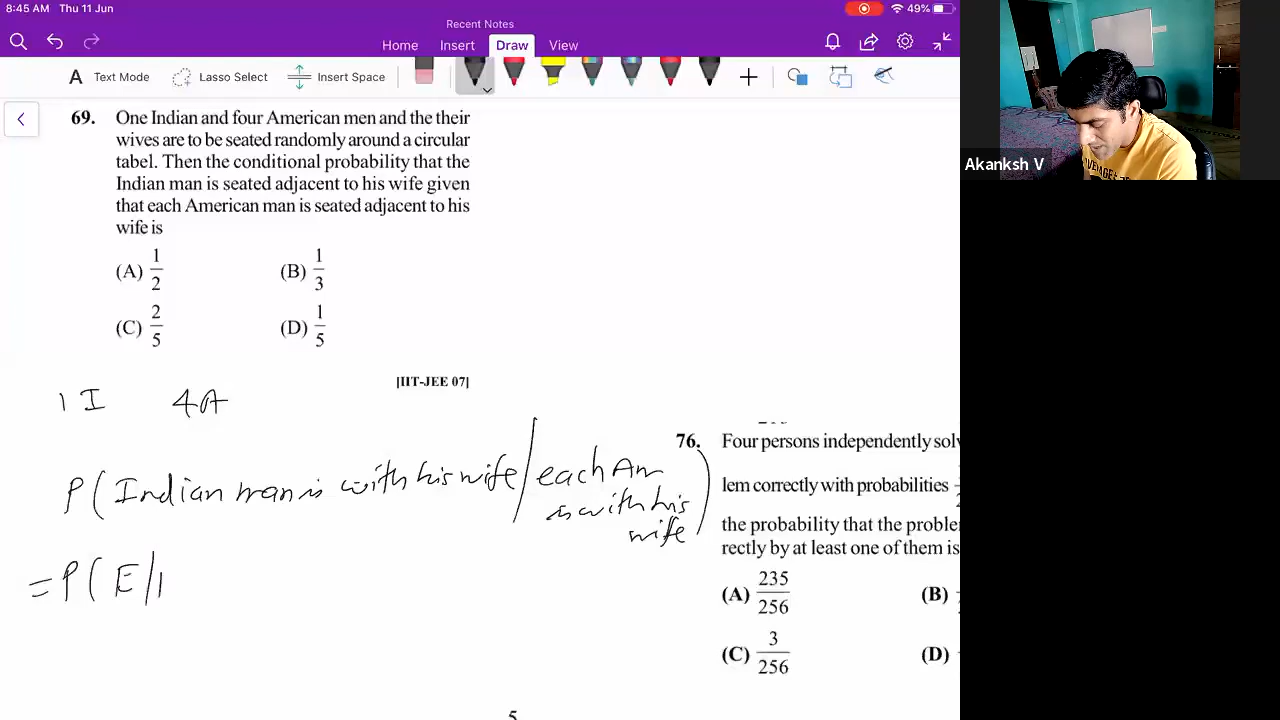 8:45 AM Thu 11 Jun
49%
Recent Notes
Home Insert Draw View
A Text Mode Lasso Select Insert Space
69. One Indian and four American men and the their
wives are to be seated randomly around a circular
tabel. Then the conditional probability that the
Indian man is seated adjacent to his wife given
that each American man is seated adjacent to his
wife is
(A) 1/2 (B) 1/3
(C) 2/5 (D) 1/5
[IIT-JEE 07]
1 I 4A
P( Indian man is with his wife / each Am is with his wife )
= P( E/
76. Four persons independently solv
lem correctly with probabilities
the probability that the proble
rectly by at least one of them is
(A) 235/256 (B)
(C) 3/256 (D)
5
Akanksh V